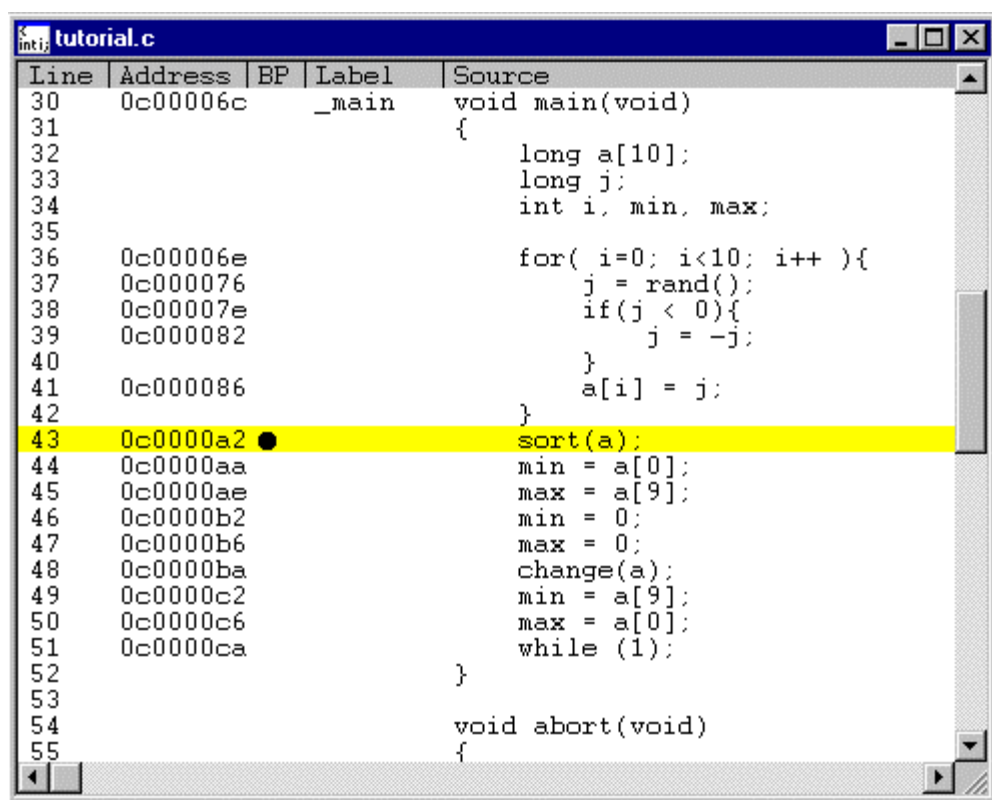 int i; tutorial.c
Line Address BP Label Source
30 0c00006c _main void main(void)
31 {
32 long a[10];
33 long j;
34 int i, min, max;
35
36 0c00006e for( i=0; i<10; i++ ){
37 0c000076 j = rand();
38 0c00007e if(j < 0){
39 0c000082 j = -j;
40 }
41 0c000086 a[i] = j;
42 }
43 0c0000a2 sort(a);
44 0c0000aa min = a[0];
45 0c0000ae max = a[9];
46 0c0000b2 min = 0;
47 0c0000b6 max = 0;
48 0c0000ba change(a);
49 0c0000c2 min = a[9];
50 0c0000c6 max = a[0];
51 0c0000ca while (1);
52 }
53
54 void abort(void)
55 {